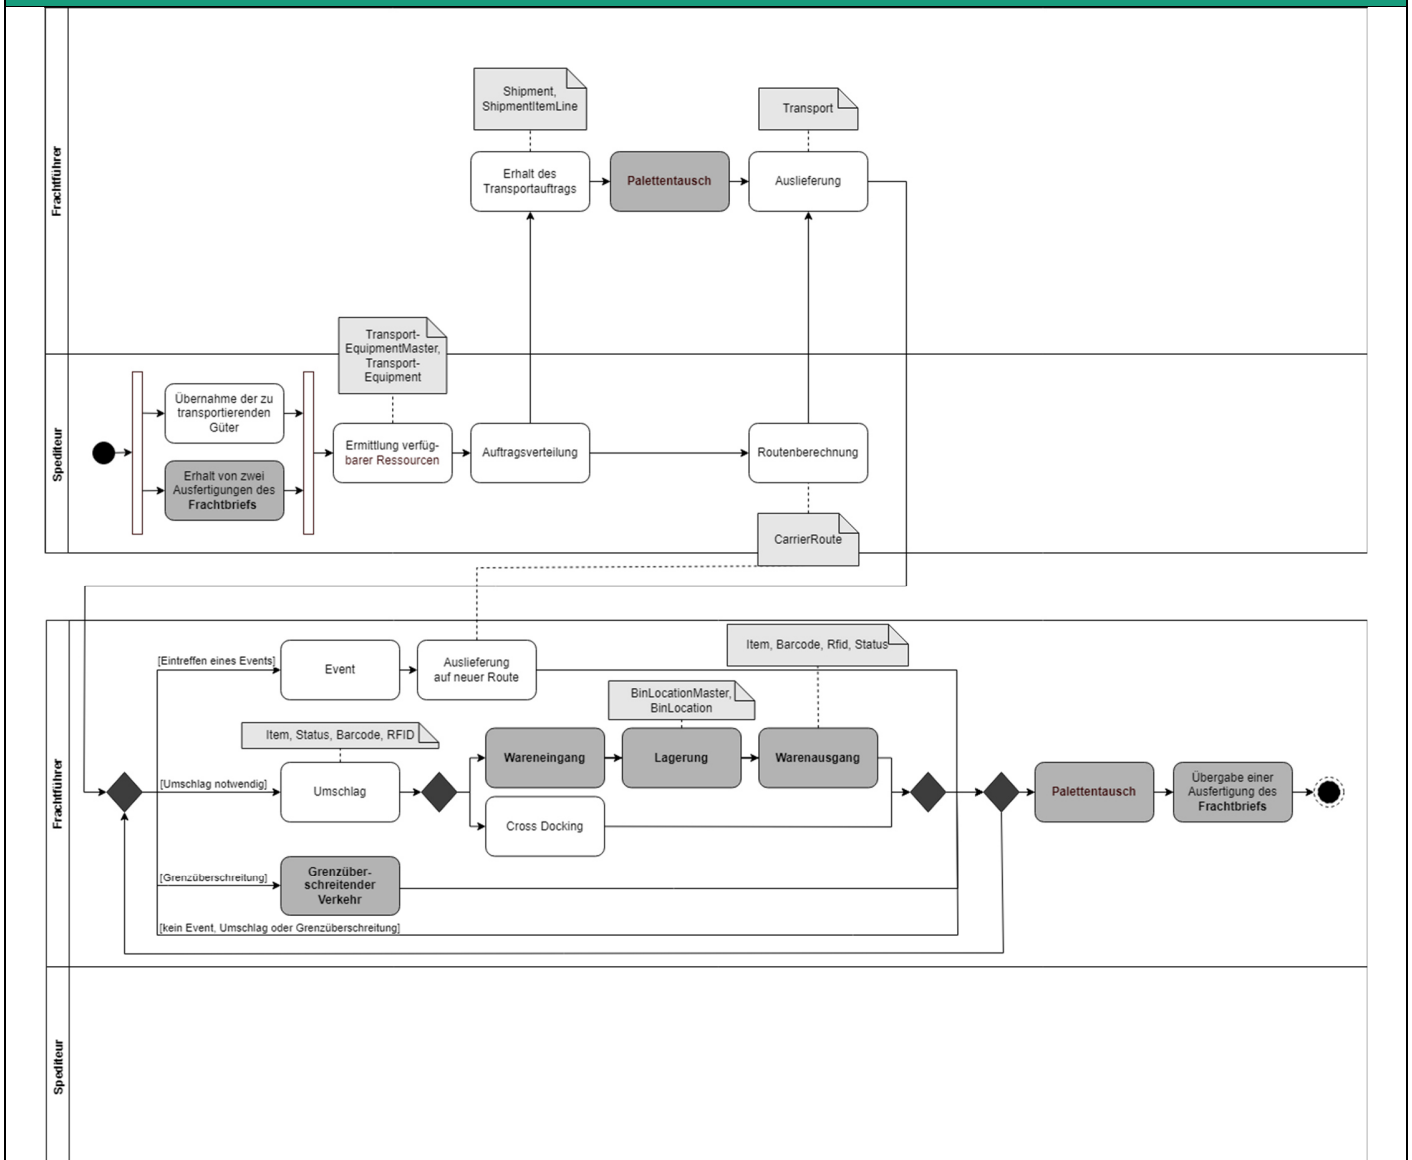 Frachtführer
Shipment,
ShipmentItemLine
Transport
Erhalt des
Transportauftrags
Palettentausch
Auslieferung
Spediteur
Transport-
EquipmentMaster,
Transport-
Equipment
Übernahme der zu
transportierenden
Güter
Erhalt von zwei
Ausfertigungen des
Frachtbriefs
Ermittlung verfüg-
barer Ressourcen
Auftragsverteilung
Routenberechnung
CarrierRoute
Frachtführer
[Eintreffen eines Events]
Event
Auslieferung
auf neuer Route
Item, Barcode, Rfid, Status
BinLocationMaster,
BinLocation
Item, Status, Barcode, RFID
[Umschlag notwendig]
Umschlag
Wareneingang
Lagerung
Warenausgang
Cross Docking
Palettentausch
Übergabe einer
Ausfertigung des
Frachtbriefs
[Grenzüberschreitung]
Grenzüber-
schreitender
Verkehr
[kein Event, Umschlag oder Grenzüberschreitung]
Spediteur